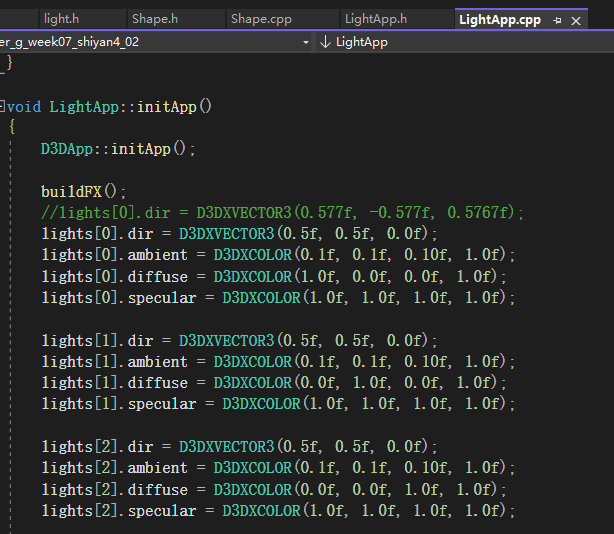 light.h Shape.h Shape.cpp LightApp.h LightApp.cpp
er_g_week07_shiyan4_02 LightApp
}
void LightApp::initApp()
{
D3DApp::initApp();
buildFX();
//lights[0].dir = D3DXVECTOR3(0.577f, -0.577f, 0.5767f);
lights[0].dir = D3DXVECTOR3(0.5f, 0.5f, 0.0f);
lights[0].ambient = D3DXCOLOR(0.1f, 0.1f, 0.10f, 1.0f);
lights[0].diffuse = D3DXCOLOR(1.0f, 0.0f, 0.0f, 1.0f);
lights[0].specular = D3DXCOLOR(1.0f, 1.0f, 1.0f, 1.0f);
lights[1].dir = D3DXVECTOR3(0.5f, 0.5f, 0.0f);
lights[1].ambient = D3DXCOLOR(0.1f, 0.1f, 0.10f, 1.0f);
lights[1].diffuse = D3DXCOLOR(0.0f, 1.0f, 0.0f, 1.0f);
lights[1].specular = D3DXCOLOR(1.0f, 1.0f, 1.0f, 1.0f);
lights[2].dir = D3DXVECTOR3(0.5f, 0.5f, 0.0f);
lights[2].ambient = D3DXCOLOR(0.1f, 0.1f, 0.10f, 1.0f);
lights[2].diffuse = D3DXCOLOR(0.0f, 0.0f, 1.0f, 1.0f);
lights[2].specular = D3DXCOLOR(1.0f, 1.0f, 1.0f, 1.0f);